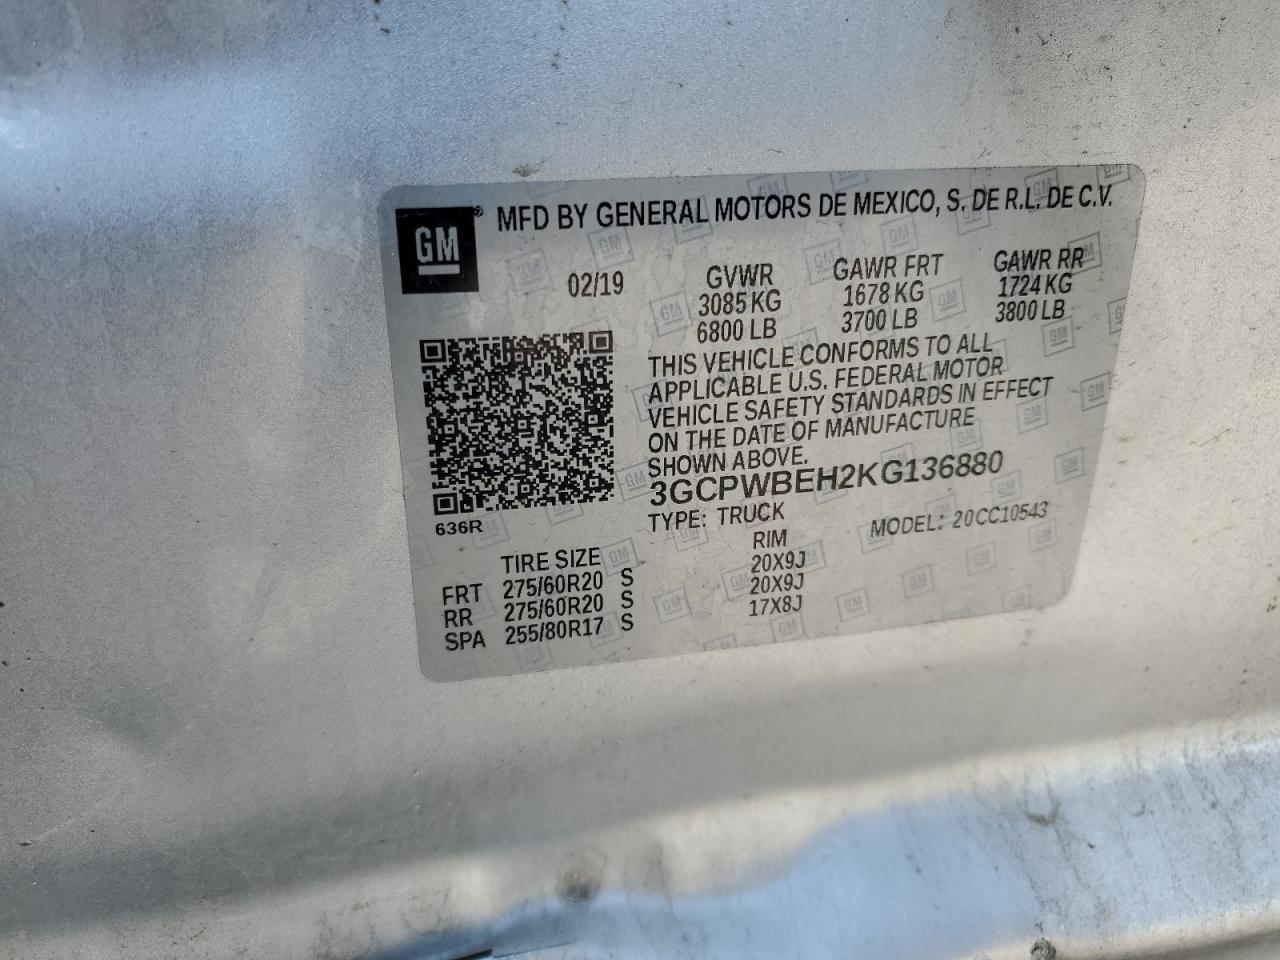 GM® MFD BY GENERAL MOTORS DE MEXICO, S. DE R.L. DE C.V.
02/19 GVWR GAWR FRT GAWR RR
3085 KG 1678 KG 1724 KG
6800 LB 3700 LB 3800 LB
THIS VEHICLE CONFORMS TO ALL
APPLICABLE U.S. FEDERAL MOTOR
VEHICLE SAFETY STANDARDS IN EFFECT
ON THE DATE OF MANUFACTURE
SHOWN ABOVE.
3GCPWBEH2KG136880
636R
TYPE: TRUCK MODEL: 20CC10543
TIRE SIZE RIM
FRT 275/60R20 S 20X9J
RR 275/60R20 S 20X9J
SPA 255/80R17 S 17X8J